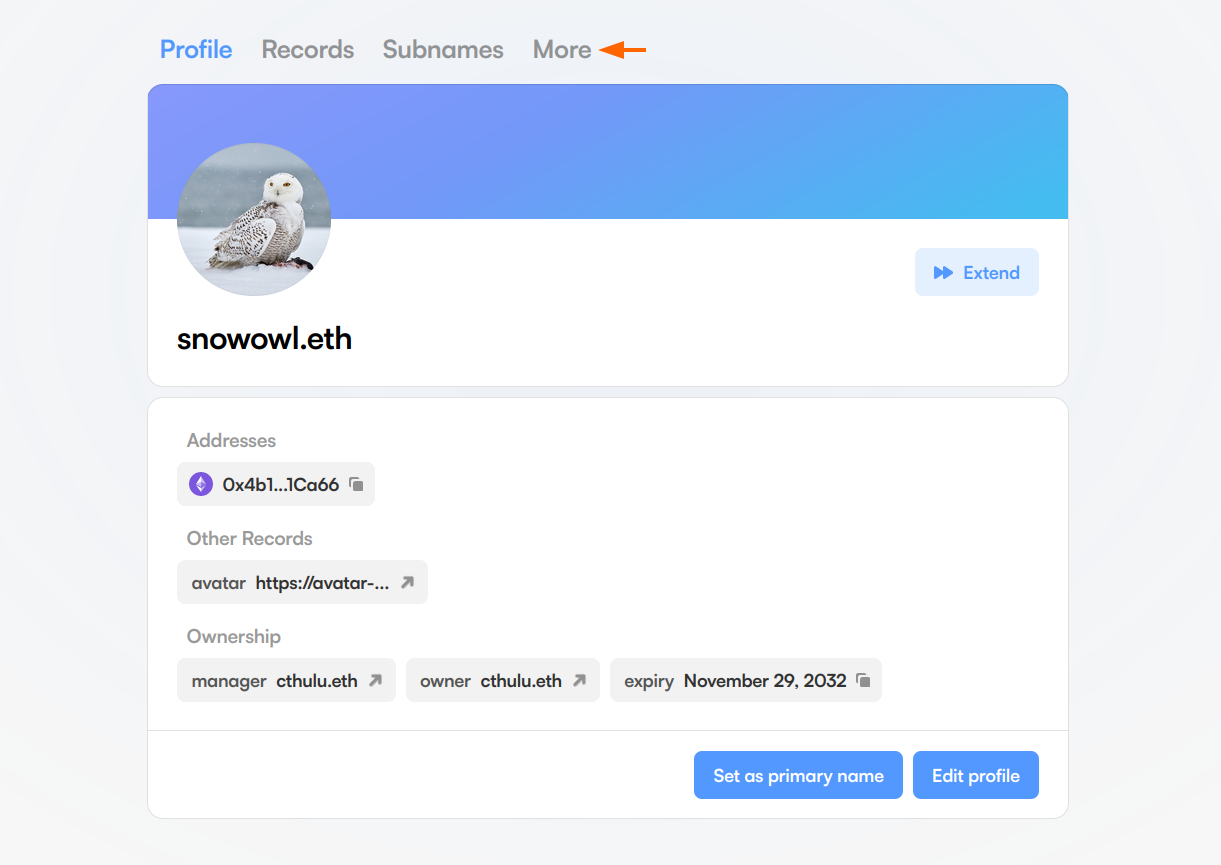 Profile Records Subnames More
Extend
snowowl.eth
Addresses
0x4b1...1Ca66
Other Records
avatar https://avatar-...
Ownership
manager cthulu.eth owner cthulu.eth expiry November 29, 2032
Set as primary name Edit profile